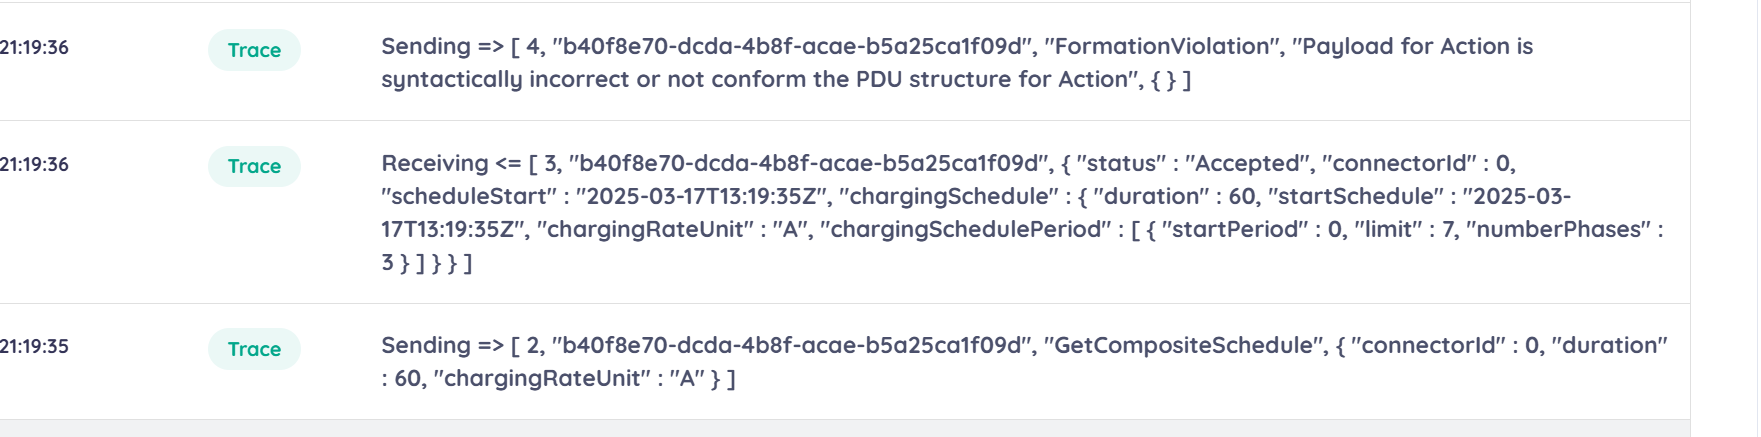 21:19:36
Trace
Sending => [ 4, "b40f8e70-dcda-4b8f-acae-b5a25ca1f09d", "FormationViolation", "Payload for Action is
syntactically incorrect or not conform the PDU structure for Action", { } ]
21:19:36
Trace
Receiving <= [ 3, "b40f8e70-dcda-4b8f-acae-b5a25ca1f09d", { "status" : "Accepted", "connectorId" : 0,
"scheduleStart" : "2025-03-17T13:19:35Z", "chargingSchedule" : { "duration" : 60, "startSchedule" : "2025-03-
17T13:19:35Z", "chargingRateUnit" : "A", "chargingSchedulePeriod" : [ { "startPeriod" : 0, "limit" : 7, "numberPhases" :
3 } ] } } ]
21:19:35
Trace
Sending => [ 2, "b40f8e70-dcda-4b8f-acae-b5a25ca1f09d", "GetCompositeSchedule", { "connectorId" : 0, "duration"
: 60, "chargingRateUnit" : "A" } ]